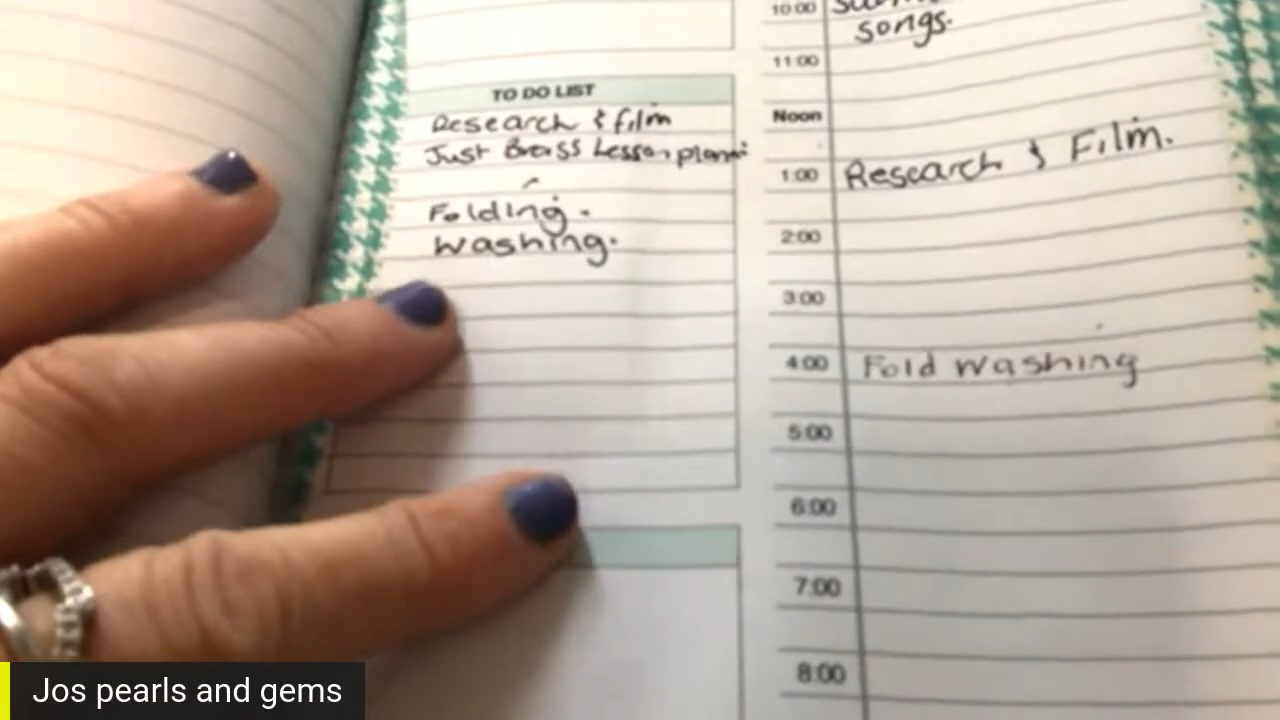 TO DO LIST
Research & film
Just Brass Lesson plans
Folding.
Washing.
10:00
songs.
11:00
Noon
1:00 Research & Film.
2:00
3:00
4:00 Fold washing
5:00
6:00
7:00
8:00
Jos pearls and gems